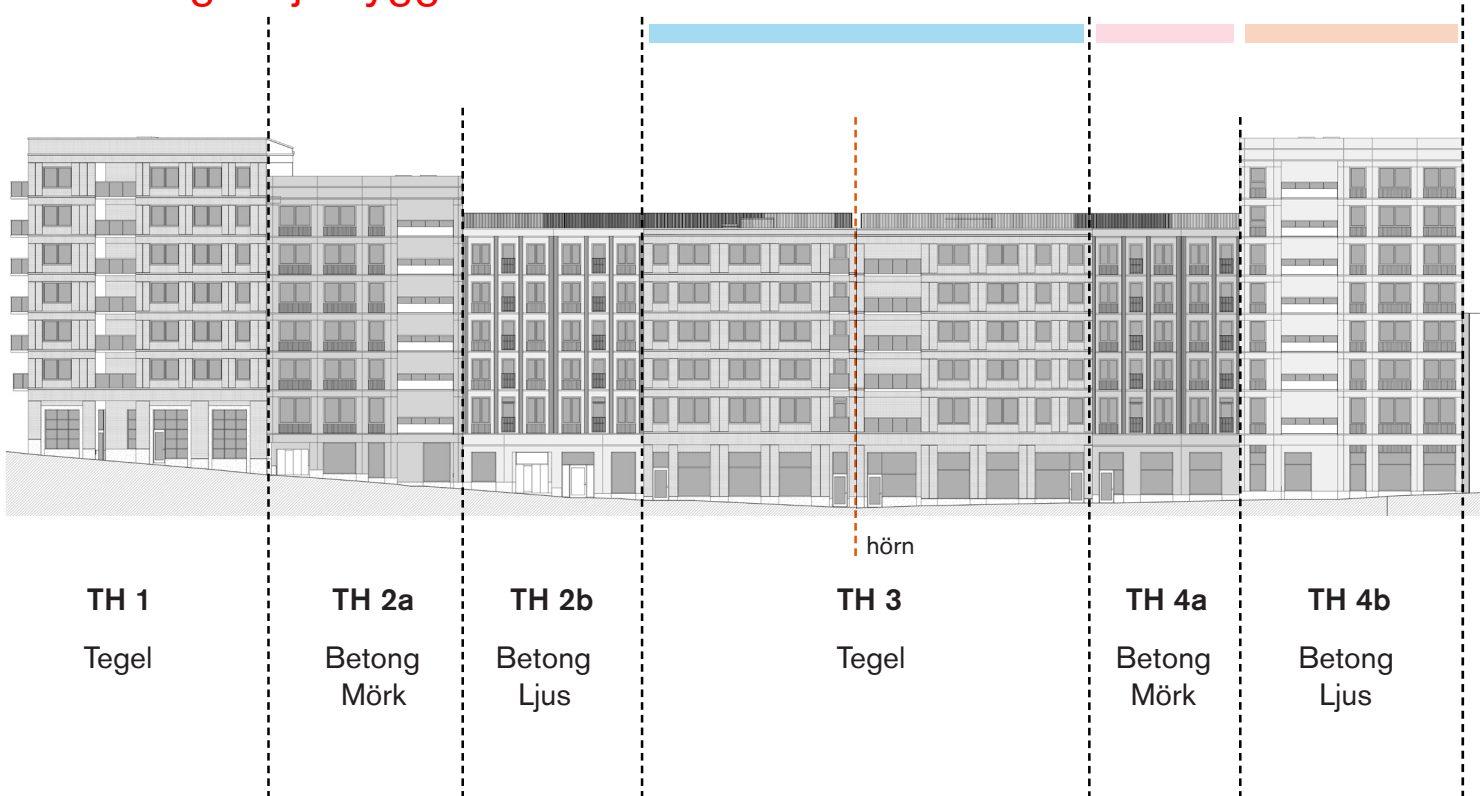 hörn
TH 1
Tegel
TH 2a
Betong
Mörk
TH 2b
Betong
Ljus
TH 3
Tegel
TH 4a
Betong
Mörk
TH 4b
Betong
Ljus